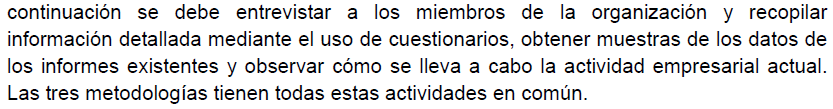 continuación se debe entrevistar a los miembros de la organización y recopilar
información detallada mediante el uso de cuestionarios, obtener muestras de los datos de
los informes existentes y observar cómo se lleva a cabo la actividad empresarial actual.
Las tres metodologías tienen todas estas actividades en común.